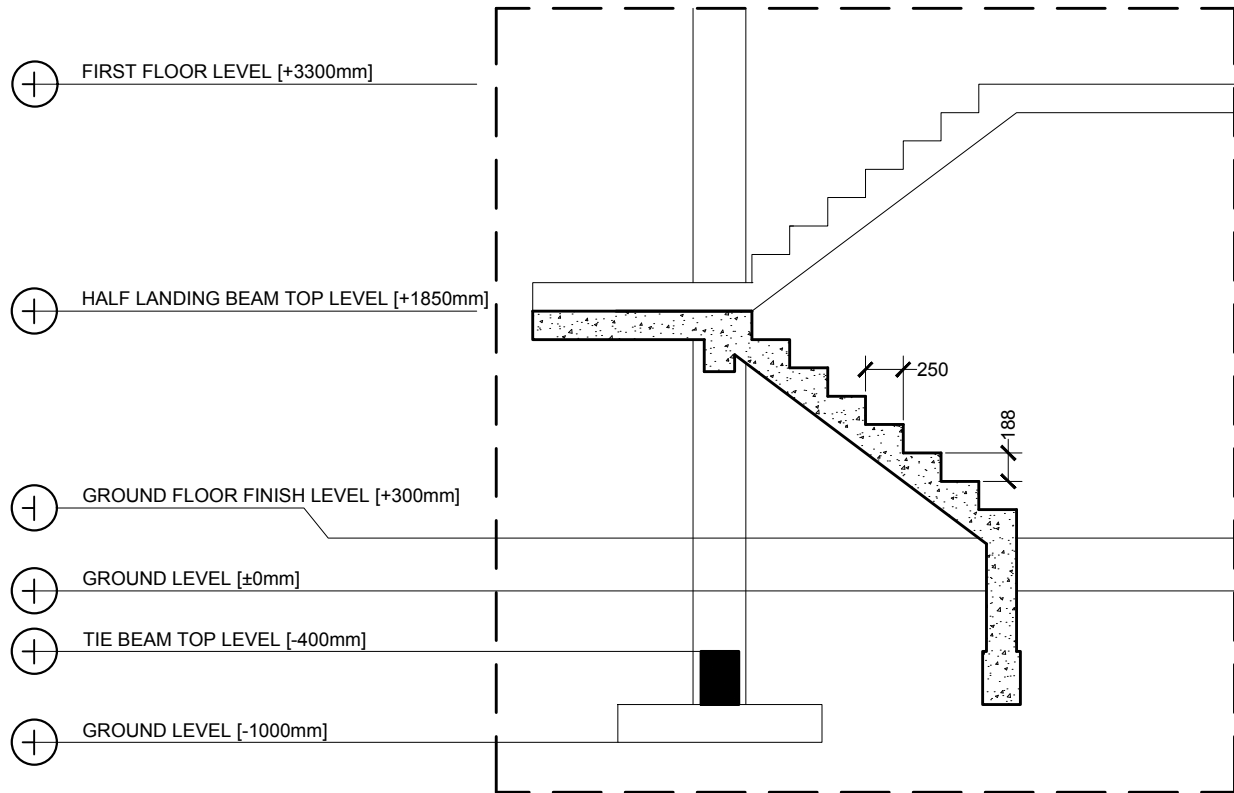 FIRST FLOOR LEVEL [+3300mm]
HALF LANDING BEAM TOP LEVEL [+1850mm]
250
188
GROUND FLOOR FINISH LEVEL [+300mm]
GROUND LEVEL [±0mm]
TIE BEAM TOP LEVEL [-400mm]
GROUND LEVEL [-1000mm]